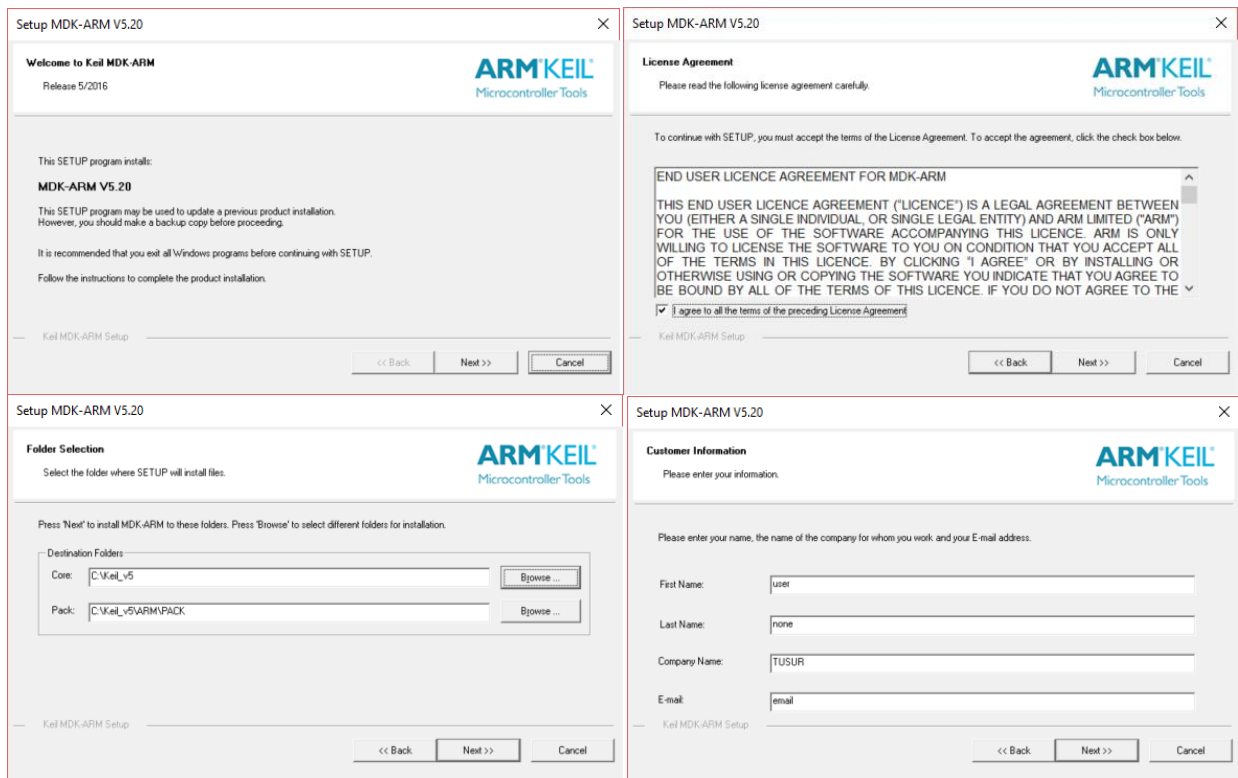 Setup MDK-ARM V5.20
Welcome to Keil MDK-ARM
Release 5/2016
ARM®KEIL®
Microcontroller Tools
This SETUP program installs:
MDK-ARM V5.20
This SETUP program may be used to update a previous product installation.
However, you should make a backup copy before proceeding.
It is recommended that you exit all Windows programs before continuing with SETUP.
Follow the instructions to complete the product installation.
Keil MDK-ARM Setup
<< Back
Next >>
Cancel
Setup MDK-ARM V5.20
License Agreement
Please read the following license agreement carefully.
ARM®KEIL®
Microcontroller Tools
To continue with SETUP, you must accept the terms of the License Agreement. To accept the agreement, click the check box below.
END USER LICENCE AGREEMENT FOR MDK-ARM
THIS END USER LICENCE AGREEMENT ("LICENCE") IS A LEGAL AGREEMENT BETWEEN
YOU (EITHER A SINGLE INDIVIDUAL, OR SINGLE LEGAL ENTITY) AND ARM LIMITED ("ARM")
FOR THE USE OF THE SOFTWARE ACCOMPANYING THIS LICENCE. ARM IS ONLY
WILLING TO LICENSE THE SOFTWARE TO YOU ON CONDITION THAT YOU ACCEPT ALL
OF THE TERMS IN THIS LICENCE. BY CLICKING "I AGREE" OR BY INSTALLING OR
OTHERWISE USING OR COPYING THE SOFTWARE YOU INDICATE THAT YOU AGREE TO
BE BOUND BY ALL OF THE TERMS OF THIS LICENCE. IF YOU DO NOT AGREE TO THE
I agree to all the terms of the preceding License Agreement
Keil MDK-ARM Setup
<< Back
Next >>
Cancel
Setup MDK-ARM V5.20
Folder Selection
Select the folder where SETUP will install files.
ARM®KEIL®
Microcontroller Tools
Press 'Next' to install MDK-ARM to these folders. Press 'Browse' to select different folders for installation.
Destination Folders
Core: C:\Keil_v5 Browse ...
Pack: C:\Keil_v5\ARM\PACK Browse ...
Keil MDK-ARM Setup
<< Back
Next >>
Cancel
Setup MDK-ARM V5.20
Customer Information
Please enter your information.
ARM®KEIL®
Microcontroller Tools
Please enter your name, the name of the company for whom you work and your E-mail address.
First Name: user
Last Name: none
Company Name: TUSUR
E-mail: email
Keil MDK-ARM Setup
<< Back
Next >>
Cancel